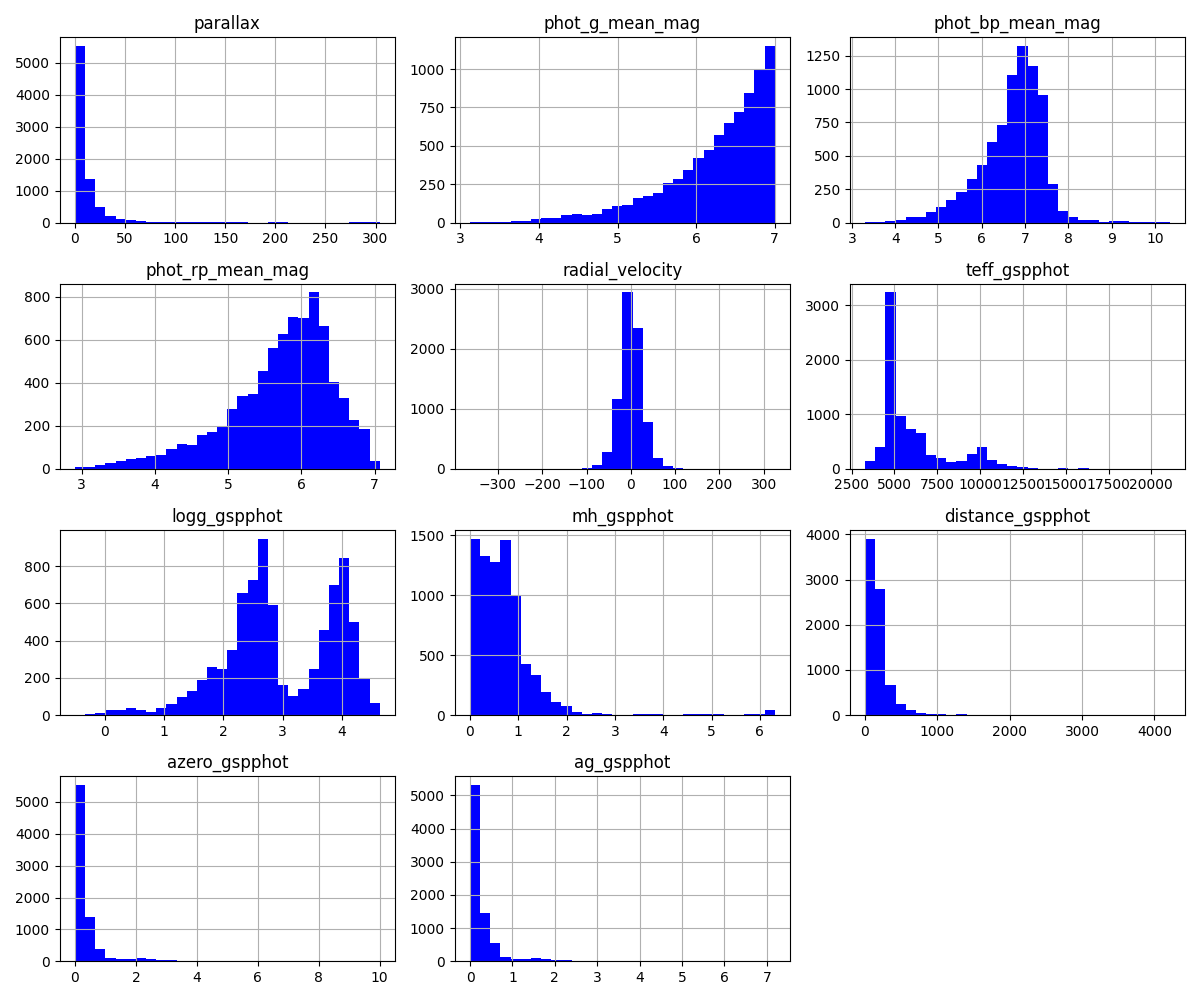 parallax
5000
4000
3000
2000
1000
0
0 50 100 150 200 250 300
phot_g_mean_mag
1000
750
500
250
0
3 4 5 6 7
phot_bp_mean_mag
1250
1000
750
500
250
0
3 4 5 6 7 8 9 10
phot_rp_mean_mag
800
600
400
200
0
3 4 5 6 7
radial_velocity
3000
2000
1000
0
−300 −200 −100 0 100 200 300
teff_gspphot
3000
2000
1000
0
2500 5000 7500 10000 12500 15000 17500 20000
logg_gspphot
800
600
400
200
0
0 1 2 3 4
mh_gspphot
1500
1000
500
0
0 1 2 3 4 5 6
distance_gspphot
4000
3000
2000
1000
0
0 1000 2000 3000 4000
azero_gspphot
5000
4000
3000
2000
1000
0
0 2 4 6 8 10
ag_gspphot
5000
4000
3000
2000
1000
0
0 1 2 3 4 5 6 7